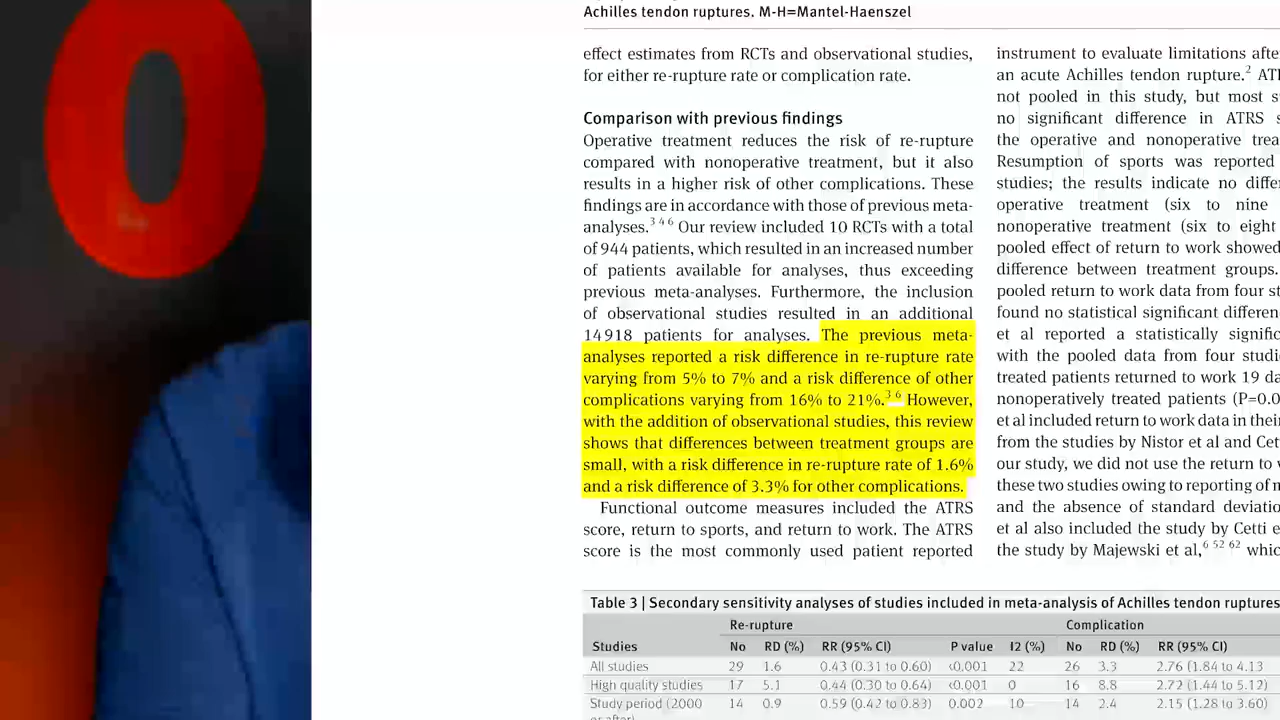 0
Achilles tendon ruptures. M-H=Mantel-Haenszel
effect estimates from RCTs and observational studies,
for either re-rupture rate or complication rate.
Comparison with previous findings
Operative treatment reduces the risk of re-rupture
compared with nonoperative treatment, but it also
results in a higher risk of other complications. These
findings are in accordance with those of previous meta-
analyses.3 4 6 Our review included 10 RCTs with a total
of 944 patients, which resulted in an increased number
of patients available for analyses, thus exceeding
previous meta-analyses. Furthermore, the inclusion
of observational studies resulted in an additional
14 918 patients for analyses. The previous meta-
analyses reported a risk difference in re-rupture rate
varying from 5% to 7% and a risk difference of other
complications varying from 16% to 21%.3 6 However,
with the addition of observational studies, this review
shows that differences between treatment groups are
small, with a risk difference in re-rupture rate of 1.6%
and a risk difference of 3.3% for other complications.
Functional outcome measures included the ATRS
score, return to sports, and return to work. The ATRS
score is the most commonly used patient reported
instrument to evaluate limitations afte
an acute Achilles tendon rupture.2 AT
not pooled in this study, but most s
no significant difference in ATRS s
the operative and nonoperative trea
Resumption of sports was reported
studies; the results indicate no diffe
operative treatment (six to nine
nonoperative treatment (six to eight
pooled effect of return to work showed
difference between treatment groups.
pooled return to work data from four st
found no statistical significant differen
et al reported a statistically signific
with the pooled data from four studi
treated patients returned to work 19 da
nonoperatively treated patients (P=0.0
et al included return to work data in their
from the studies by Nistor et al and Cet
our study, we did not use the return to
these two studies owing to reporting of
and the absence of standard deviatio
et al also included the study by Cetti e
the study by Majewski et al,6 52 62 whic
Table 3 | Secondary sensitivity analyses of studies included in meta-analysis of Achilles tendon ruptures
Re-rupture Complication
Studies No RD (%) RR (95% CI) P value I2 (%) No RD (%) RR (95% CI)
All studies 29 1.6 0.43 (0.31 to 0.60) <0.001 22 26 3.3 2.76 (1.84 to 4.13
High quality studies 17 5.1 0.44 (0.30 to 0.64) <0.001 0 16 8.8 2.72 (1.44 to 5.12)
Study period (2000 14 0.9 0.59 (0.42 to 0.83) 0.002 10 14 2.4 2.15 (1.28 to 3.60)
or after)